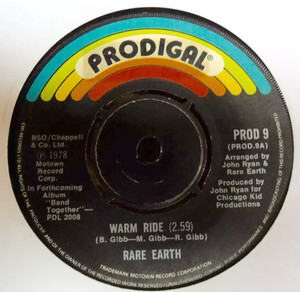 PRODIGAL
RSO/Chappell
& Co. Ltd.
℗ 1978
Motown
Record
Corp.
In Forthcoming
Album
"Band
Together"–
PDL 2008
PROD 9
(PROD.9A)
Arranged by
John Ryan &
Rare Earth
Produced by
John Ryan for
Chicago Kid
Productions
WARM RIDE (2.59)
(B. Gibb—M. Gibb—R. Gibb)
RARE EARTH
TRADEMARK MOTOWN RECORD CORPORATION